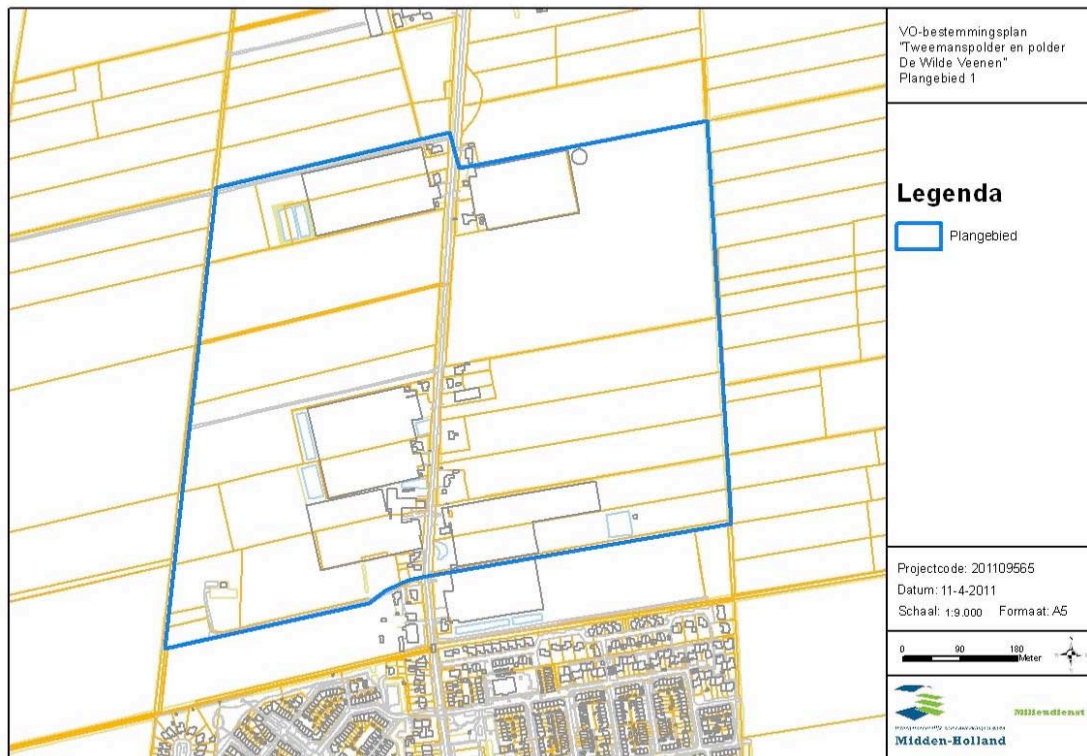 VO-bestemmingsplan
"Tweemanspolder en polder
De Wilde Veenen"
Plangebied 1
Legenda
Plangebied
Projectcode: 201109565
Datum: 11-4-2011
Schaal: 1:9.000 Formaat: A5
0 90 180
Meter
Milieudienst
Midden-Holland